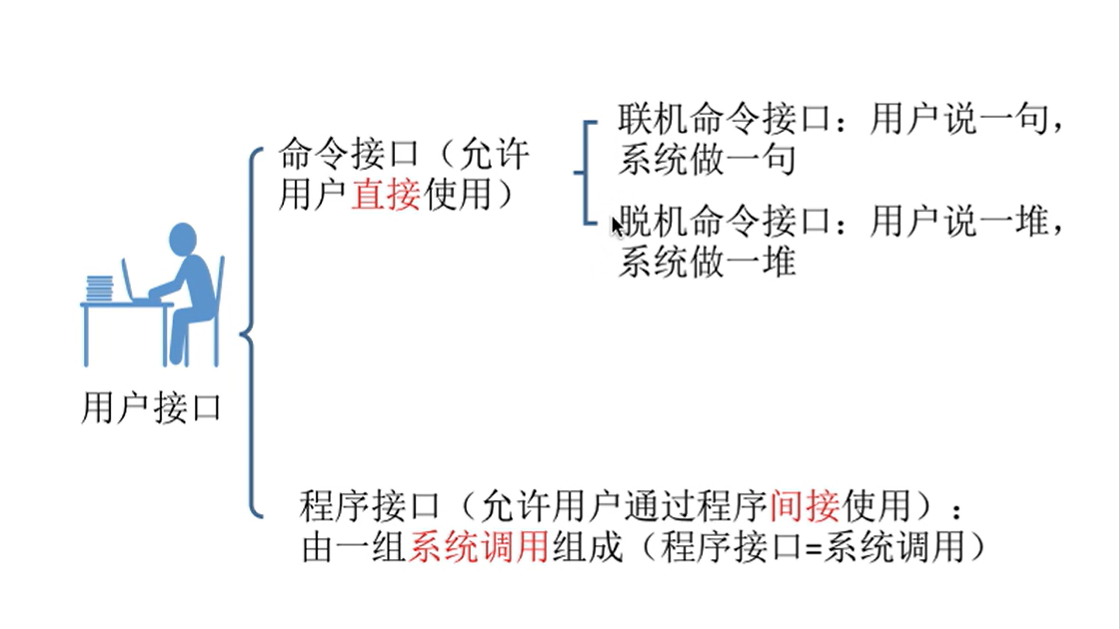 联机命令接口：用户说一句，
系统做一句
命令接口（允许
用户直接使用）
脱机命令接口：用户说一堆，
系统做一堆
用户接口
程序接口（允许用户通过程序间接使用）：
由一组系统调用组成（程序接口=系统调用）